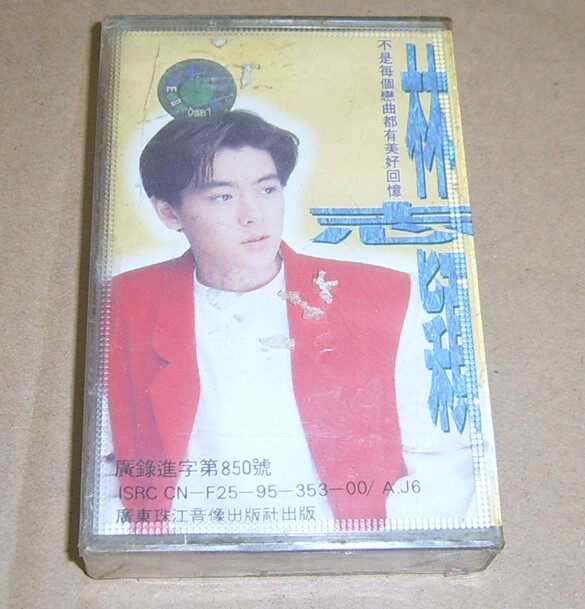 林志穎
不是每個戀曲都有美好回憶
廣錄進字第850號
ISRC CN-F25-95-353-00/A.J6
廣東珠江音像出版社出版